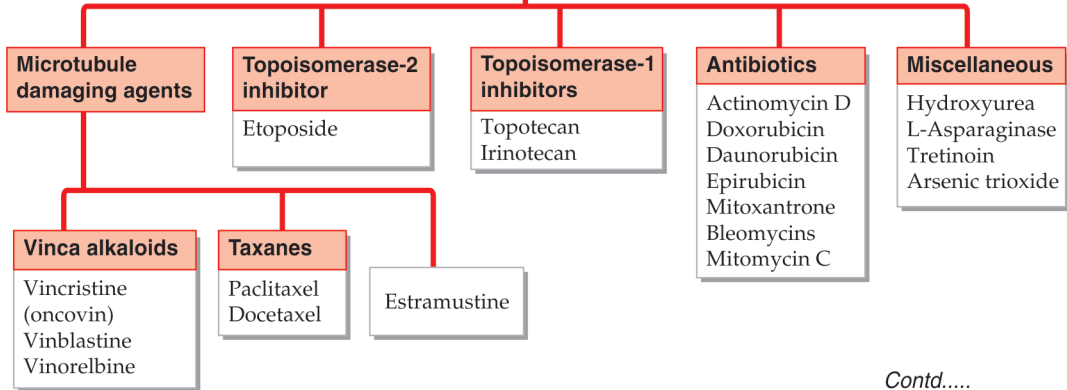 Microtubule
damaging agents
Topoisomerase-2
inhibitor
Etoposide
Topoisomerase-1
inhibitors
Topotecan
Irinotecan
Antibiotics
Actinomycin D
Doxorubicin
Daunorubicin
Epirubicin
Mitoxantrone
Bleomycins
Mitomycin C
Miscellaneous
Hydroxyurea
L-Asparaginase
Tretinoin
Arsenic trioxide
Vinca alkaloids
Vincristine
(oncovin)
Vinblastine
Vinorelbine
Taxanes
Paclitaxel
Docetaxel
Estramustine
Contd.....